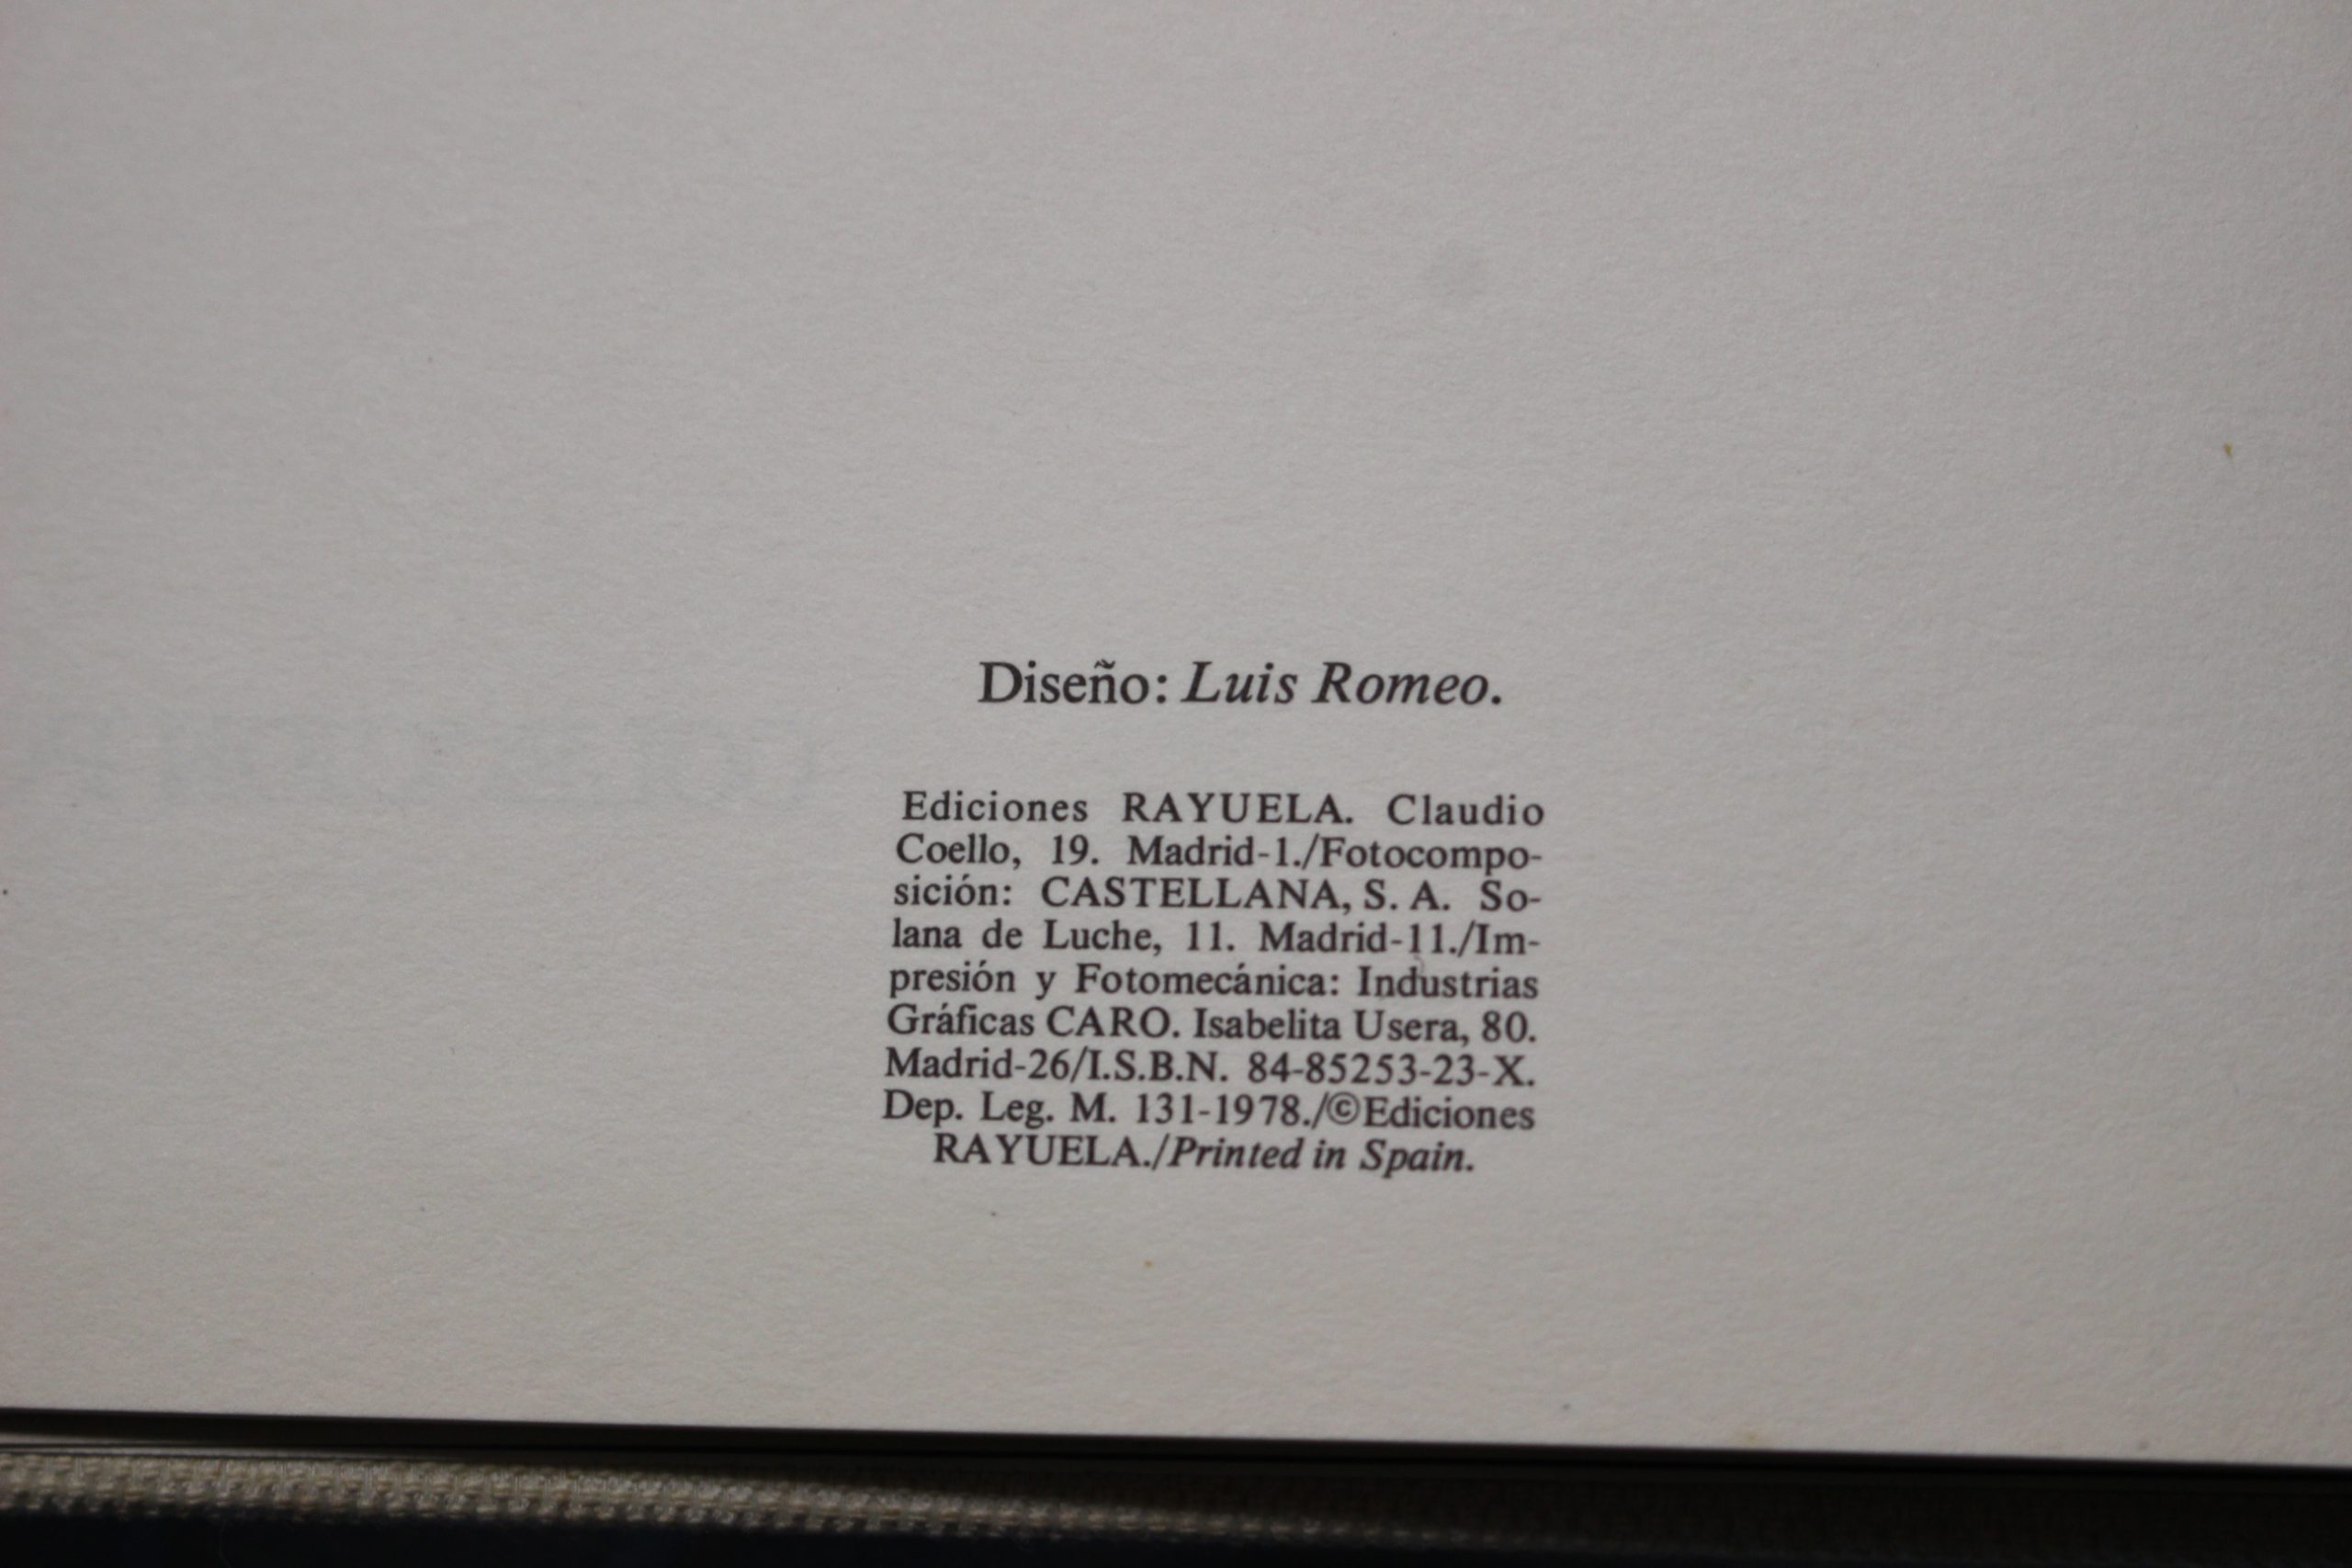 Diseño: Luis Romeo.
Ediciones RAYUELA. Claudio
Coello, 19. Madrid-1./Fotocompo-
sición: CASTELLANA, S. A. So-
lana de Luche, 11. Madrid-11./Im-
presión y Fotomecánica: Industrias
Gráficas CARO. Isabelita Usera, 80.
Madrid-26/I.S.B.N. 84-85253-23-X.
Dep. Leg. M. 131-1978./©Ediciones
RAYUELA./Printed in Spain.